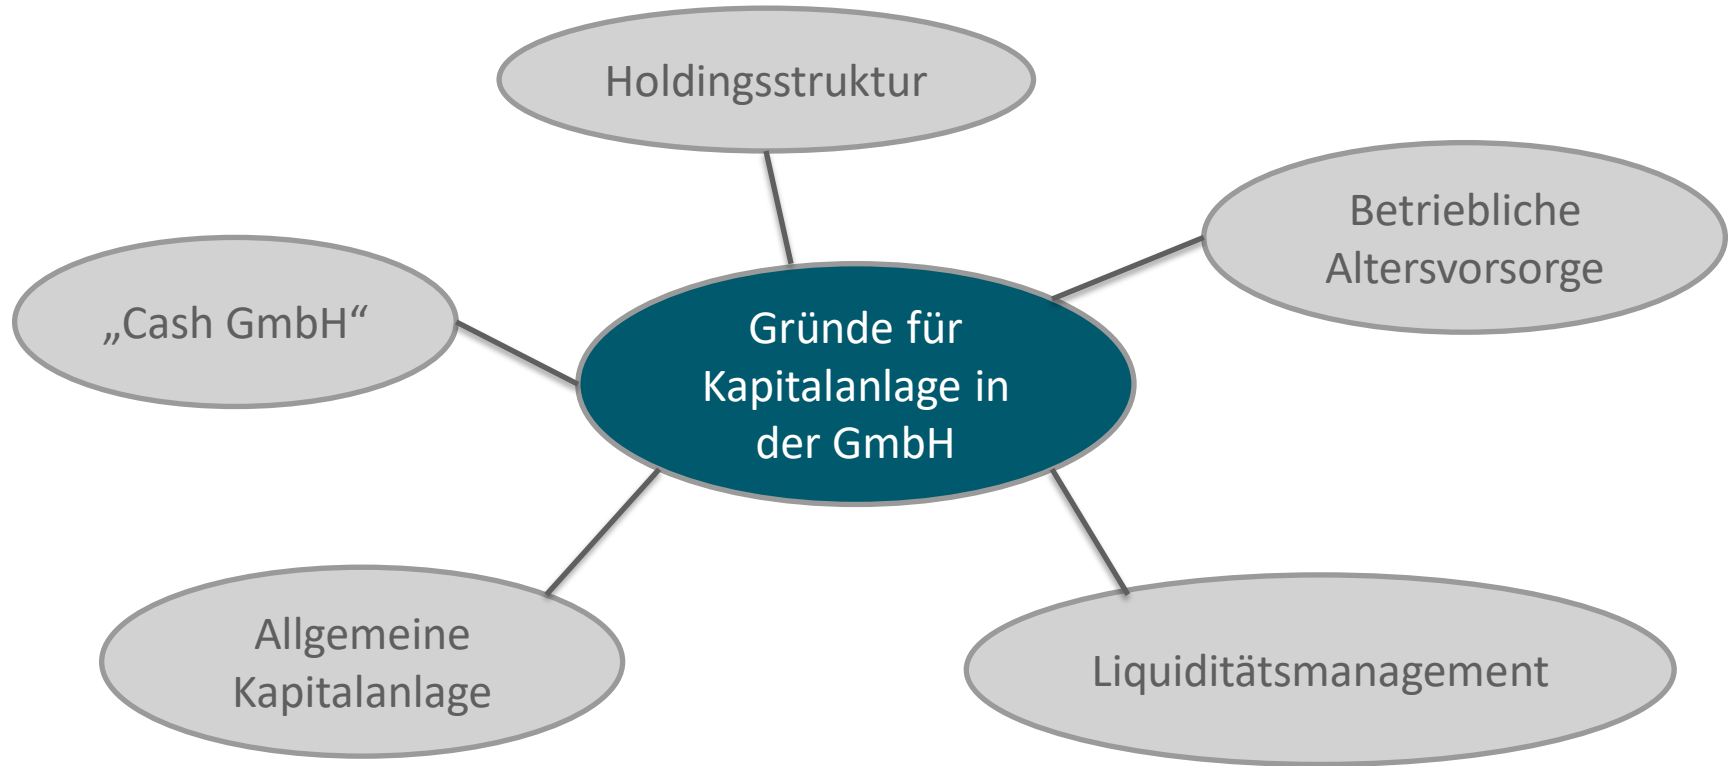 Holdingsstruktur
Betriebliche
Altersvorsorge
„Cash GmbH“
Gründe für
Kapitalanlage in
der GmbH
Allgemeine
Kapitalanlage
Liquiditätsmanagement